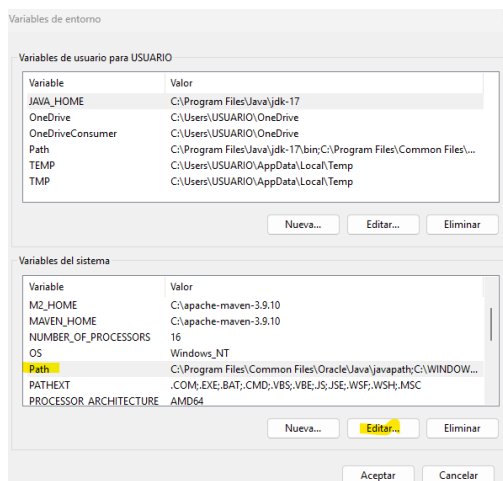 Variables de entorno
Variables de usuario para USUARIO
Variable Valor
JAVA_HOME C:\Program Files\Java\jdk-17
OneDrive C:\Users\USUARIO\OneDrive
OneDriveConsumer C:\Users\USUARIO\OneDrive
Path C:\Program Files\Java\jdk-17\bin;C:\Program Files\Common Files\...
TEMP C:\Users\USUARIO\AppData\Local\Temp
TMP C:\Users\USUARIO\AppData\Local\Temp
Nueva... Editar... Eliminar
Variables del sistema
Variable Valor
M2_HOME C:\apache-maven-3.9.10
MAVEN_HOME C:\apache-maven-3.9.10
NUMBER_OF_PROCESSORS 16
OS Windows_NT
Path C:\Program Files\Common Files\Oracle\Java\javapath;C:\WINDOW...
PATHEXT .COM;.EXE;.BAT;.CMD;.VBS;.VBE;.JS;.JSE;.WSF;.WSH;.MSC
PROCESSOR_ARCHITECTURE AMD64
Nueva... Editar... Eliminar
Aceptar Cancelar